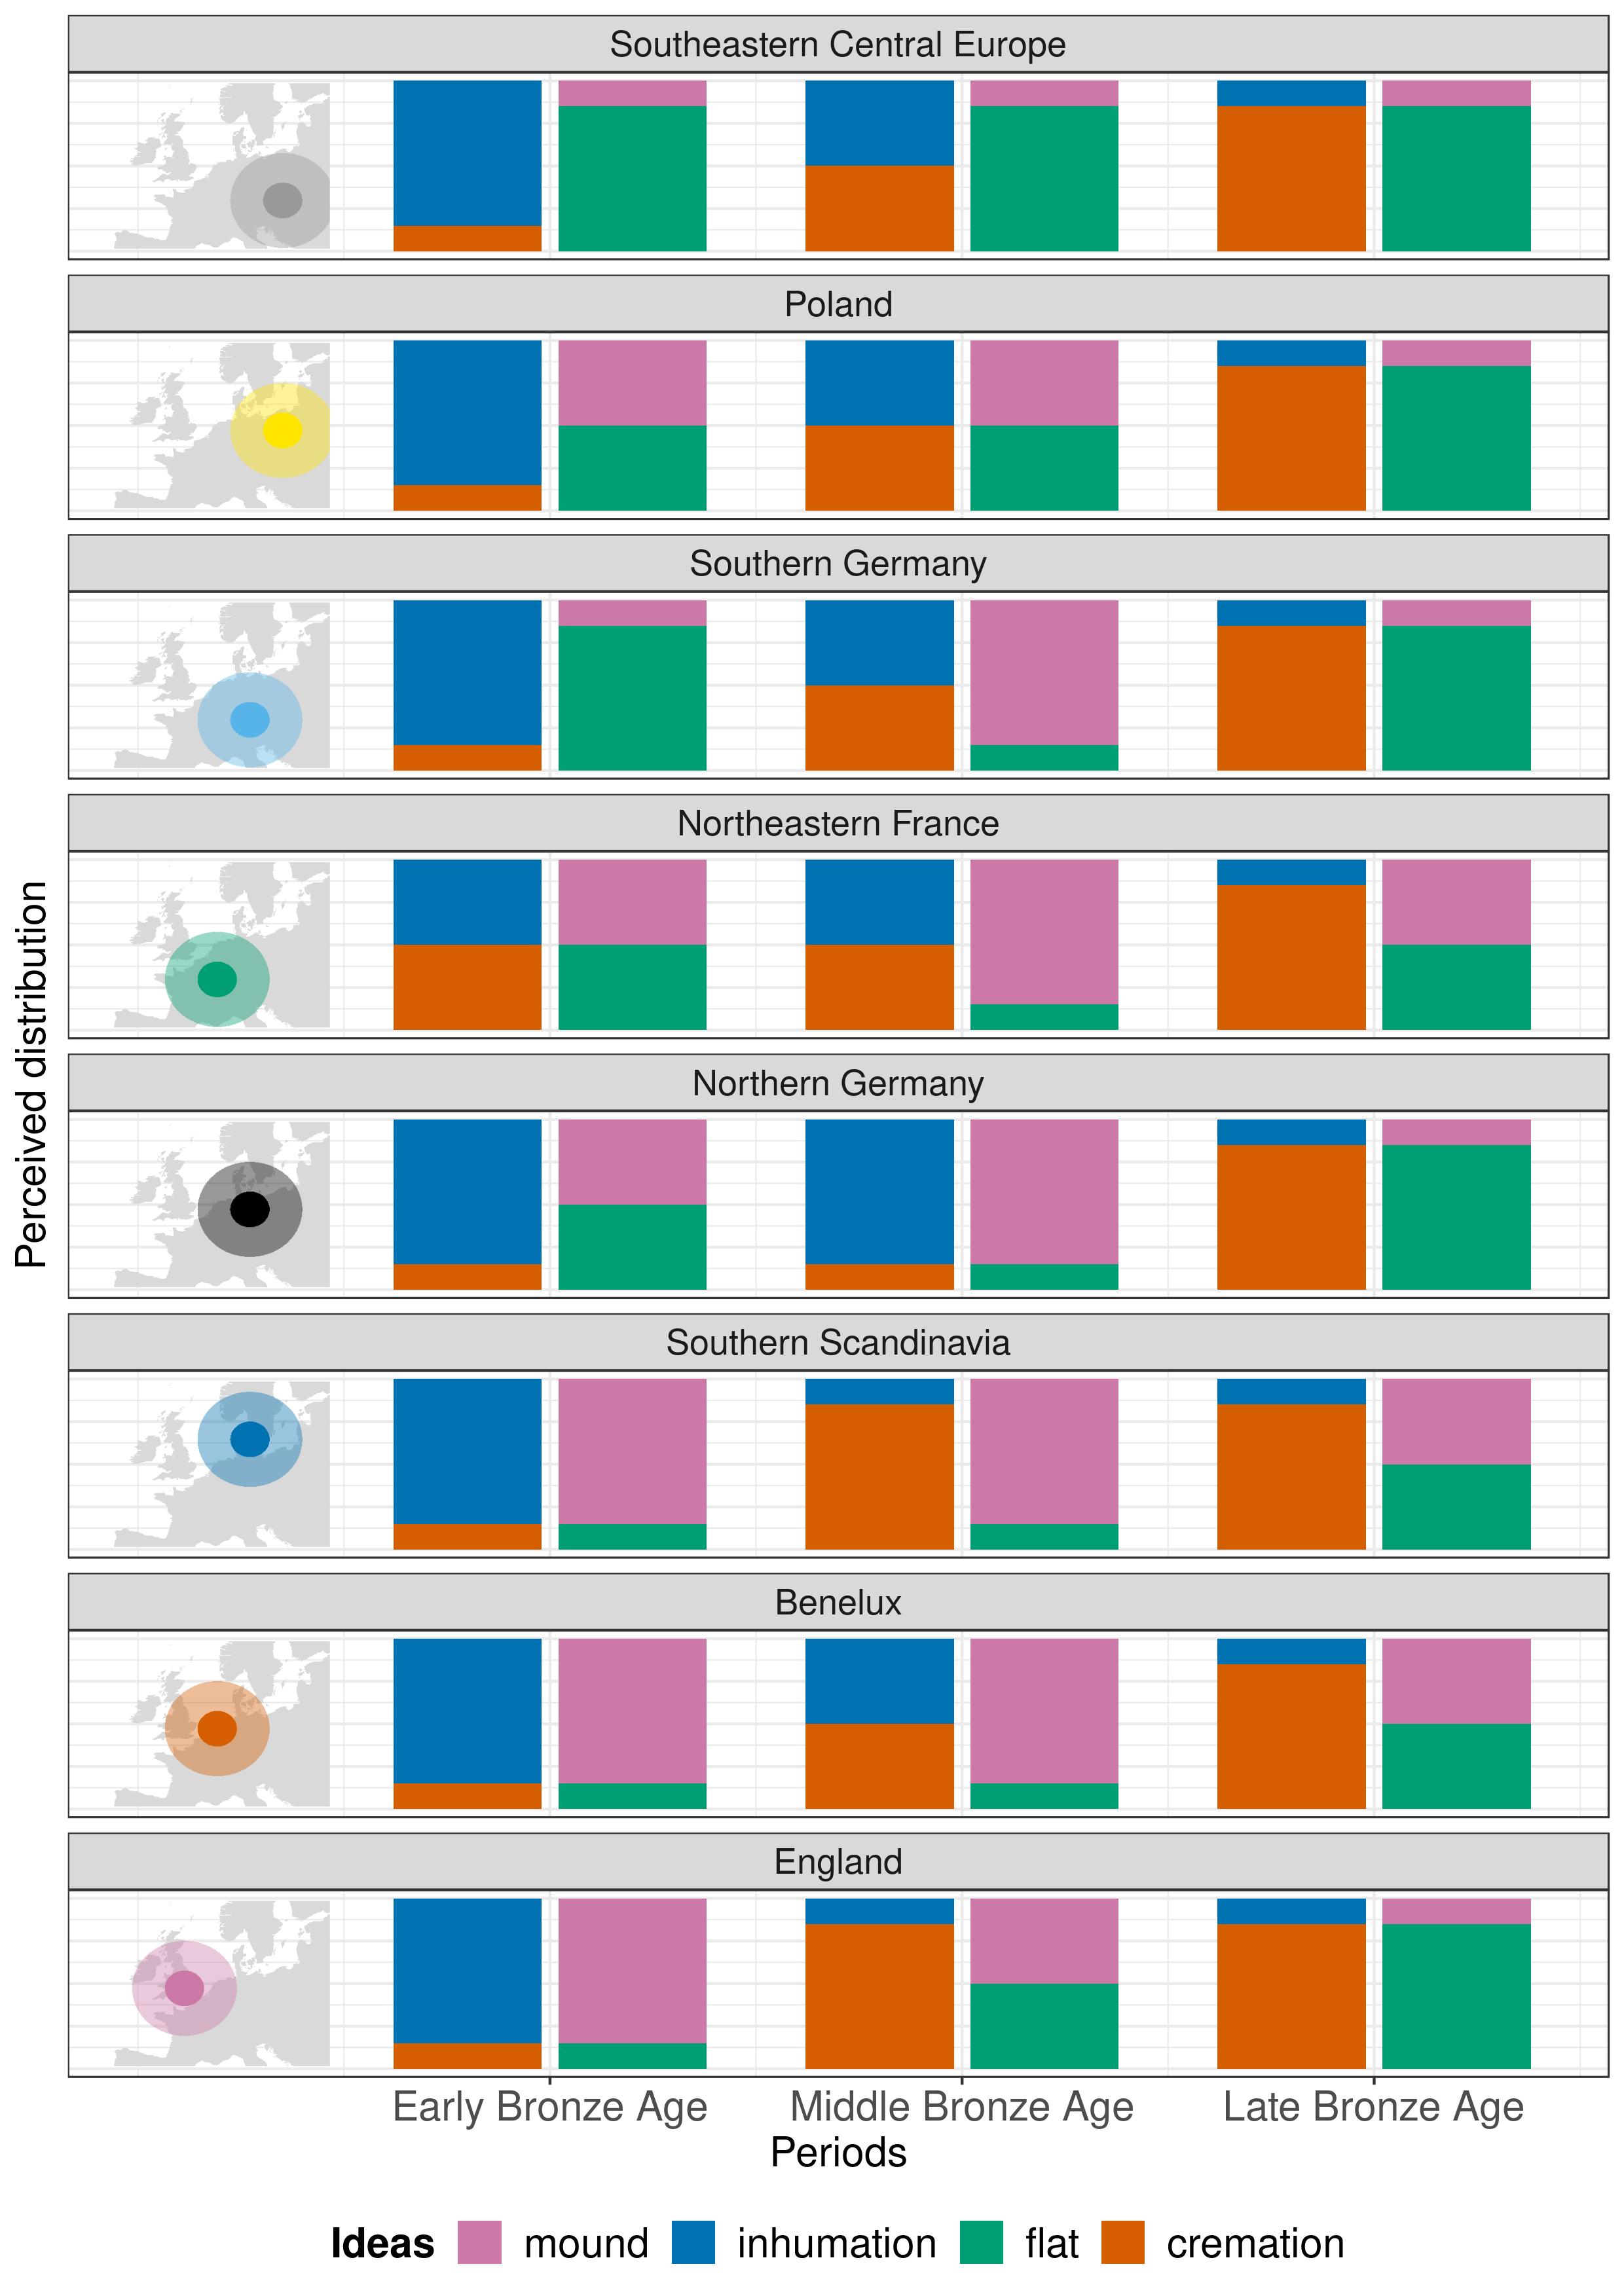 Southeastern Central Europe
Poland
Southern Germany
Northeastern France
Northern Germany
Southern Scandinavia
Benelux
England
Perceived distribution
Early Bronze Age Middle Bronze Age Late Bronze Age
Periods
Ideas mound inhumation flat cremation